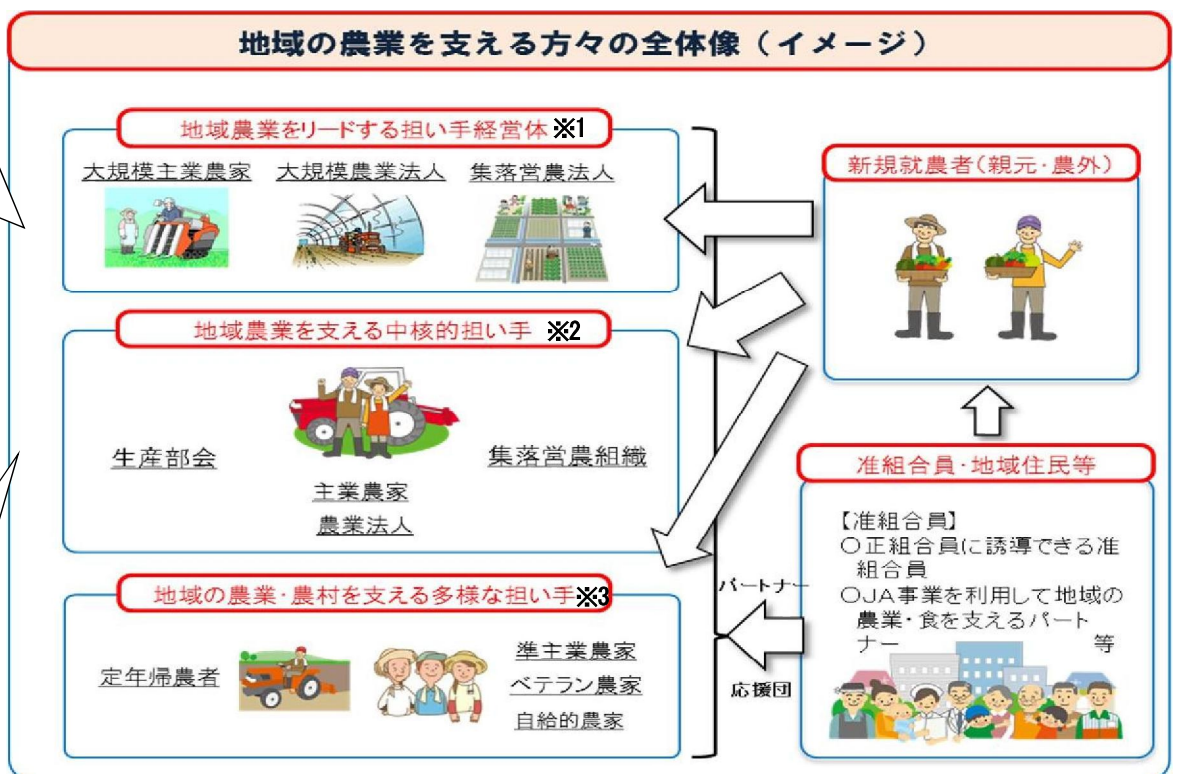 地域の農業を支える方々の全体像（イメージ）
地域農業をリードする担い手経営体 ※1
大規模主業農家
大規模農業法人
集落営農法人
地域農業を支える中核的担い手 ※2
生産部会
主業農家
農業法人
集落営農組織
地域の農業・農村を支える多様な担い手※3
定年帰農者
準主業農家
ベテラン農家
自給的農家
新規就農者（親元・農外）
准組合員・地域住民等
【准組合員】
○正組合員に誘導できる准
組合員
○JA事業を利用して地域の
農業・食を支えるパート
ナー 等
パートナー
応援団